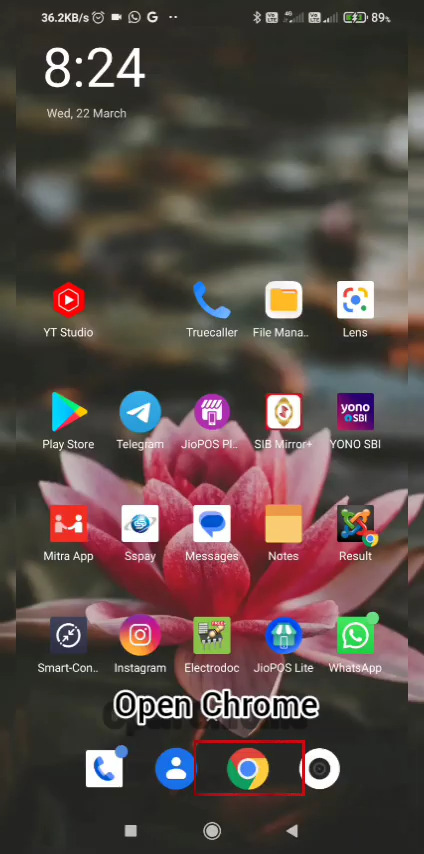 36.2KB/s
89%
8:24
Wed, 22 March
YT Studio
Truecaller
File Mana..
Lens
Play Store
Telegram
JioPOS Pl..
SIB Mirror+
yono
SBI
YONO SBI
Mitra App
Sspay
Messages
Notes
Result
Smart-Con..
Instagram
Electrodoc
JioPOS Lite
WhatsApp
Open Chrome